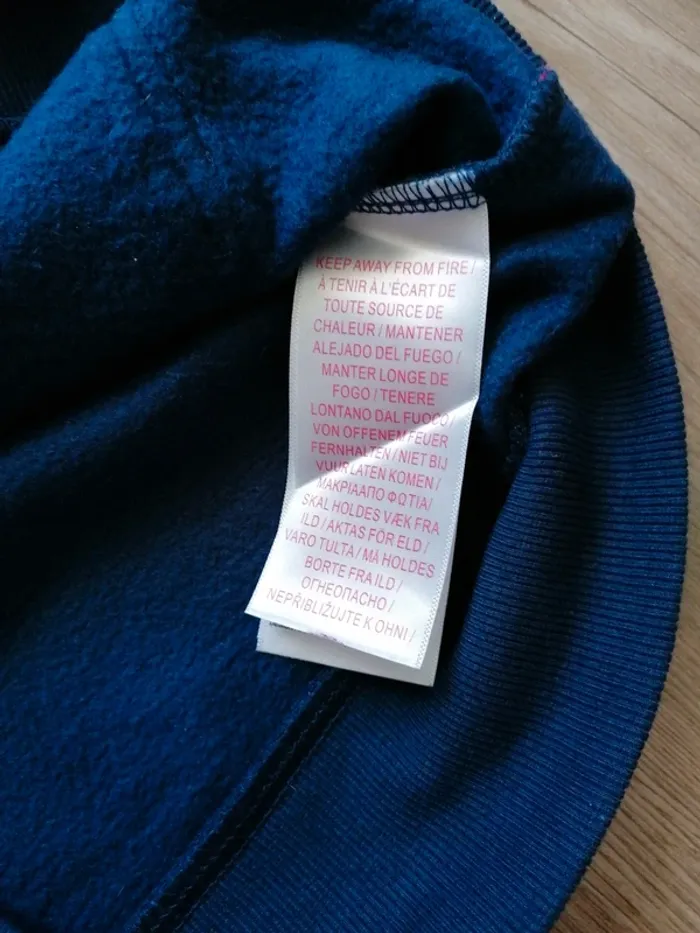 KEEP AWAY FROM FIRE /
À TENIR À L'ÉCART DE
TOUTE SOURCE DE
CHALEUR / MANTENER
ALEJADO DEL FUEGO /
MANTER LONGE DE
FOGO / TENERE
LONTANO DAL FUOCO /
VON OFFENEM FEUER
FERNHALTEN / NIET BIJ
VUUR LATEN KOMEN /
ΜΑΚΡΙΑΑΠΟ ΦΩΤΙΑ /
SKAL HOLDES VÆK FRA
ILD / AKTAS FÖR ELD /
VARO TULTA / MÅ HOLDES
BORTE FRA ILD /
ОГНЕОПАСНО /
NEPŘIBLIŽUJTE K OHNI /